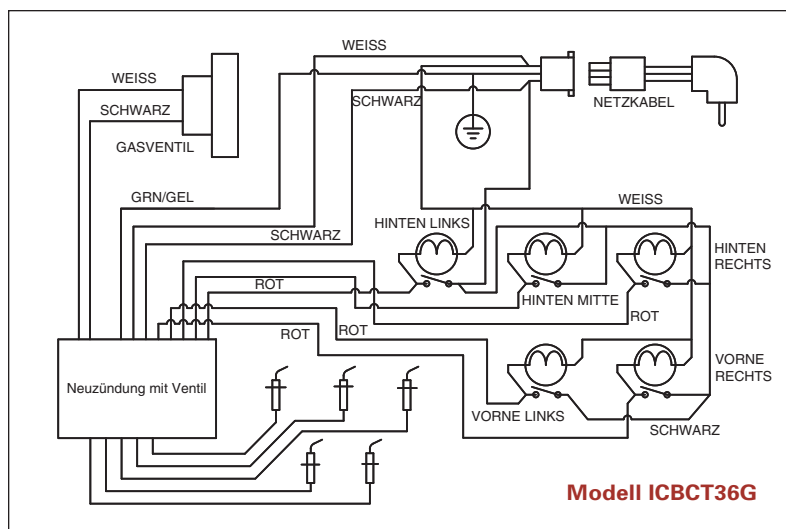 WEISS
WEISS
SCHWARZ
SCHWARZ
NETZKABEL
GASVENTIL
GRN/GEL
WEISS
HINTEN LINKS
SCHWARZ
HINTEN
RECHTS
ROT
HINTEN MITTE
ROT
ROT
ROT
VORNE
RECHTS
Neuzündung mit Ventil
VORNE LINKS
SCHWARZ
Modell ICBCT36G